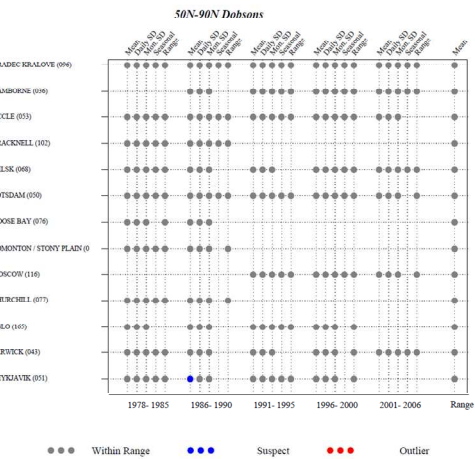 50N-90N Dobsons
Mean. Daily SD Mon. SD Seasonal Range Mean. Daily SD Mon. SD Seasonal Range Mean. Daily SD Mon. SD Seasonal Range Mean. Daily SD Mon. SD Seasonal Range Mean. Daily SD Mon. SD Seasonal Range Mean.
RADEC KRALOVE (096)
AMBORNE (036)
CCLE (053)
RACKNELL (102)
ELSK (068)
OTSDAM (050)
OOSE BAY (076)
DMONTON / STONY PLAIN (0
OSCOW (116)
HURCHILL (077)
SLO (165)
ERWICK (043)
EYKJAVIK (051)
1978- 1985 1986- 1990 1991- 1995 1996- 2000 2001- 2006 Range
Within Range Suspect Outlier